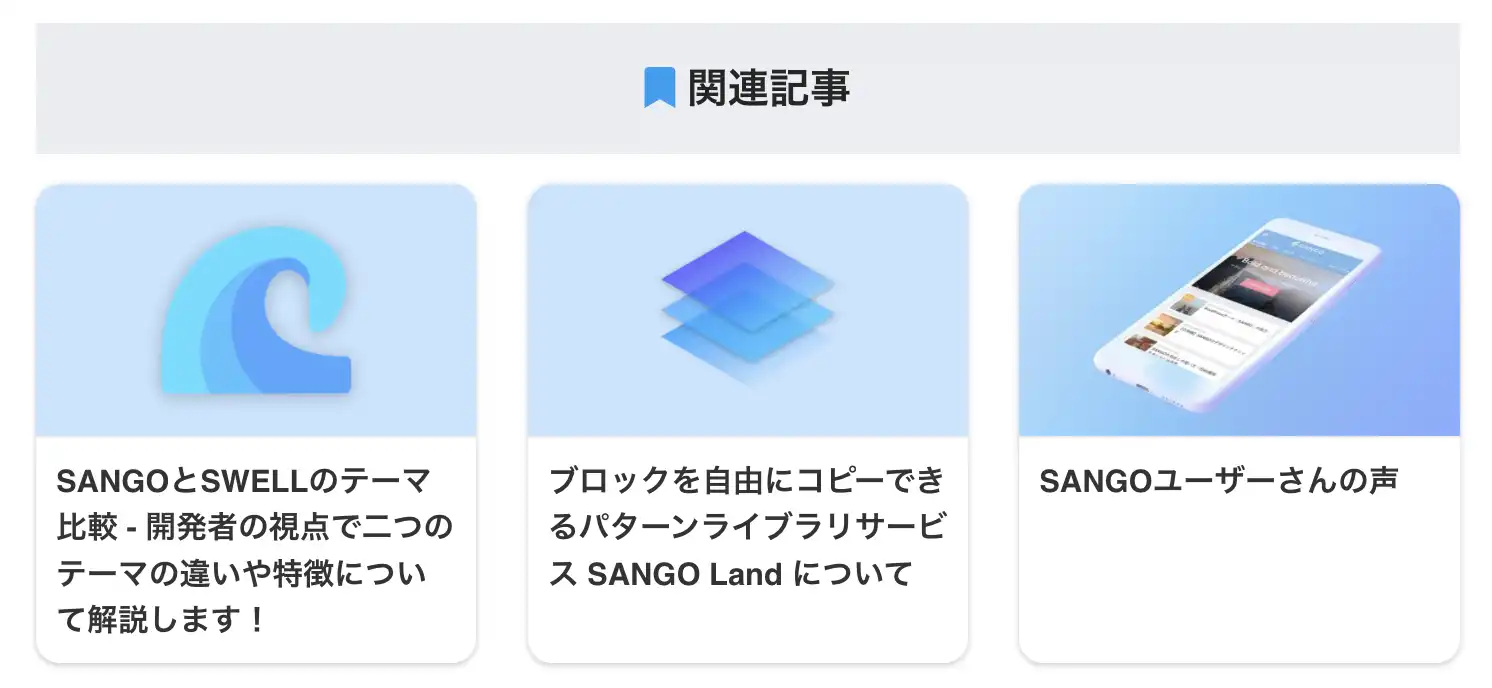 関連記事
SANGOとSWELLのテーマ
比較 - 開発者の視点で二つの
テーマの違いや特徴につい
て解説します！
ブロックを自由にコピーでき
るパターンライブラリサービ
ス SANGO Land について
SANGO
SANGOユーザーさんの声